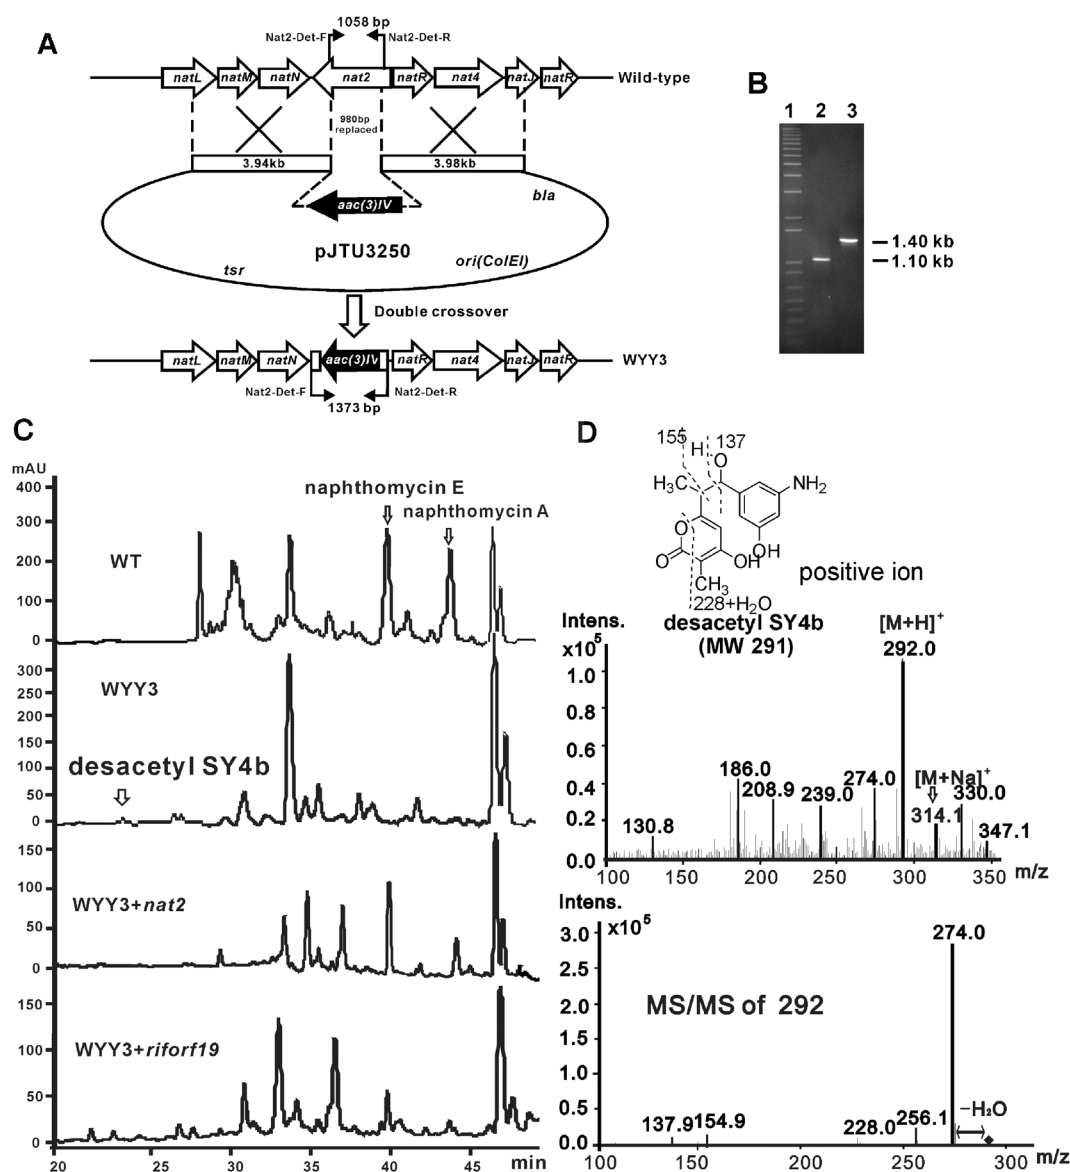 A
1058 bp
Nat2-Det-F
Nat2-Det-R
natL
natM
natN
nat2
natR
nat4
natJ
natR
Wild-type
980bp
replaced
3.94kb
3.98kb
bla
aac(3)IV
pJTU3250
tsr
ori(ColEI)
Double crossover
natL
natM
natN
aac(3)IV
natR
nat4
natJ
natR
WYY3
Nat2-Det-F
Nat2-Det-R
1373 bp
B
1 2 3
1.40 kb
1.10 kb
C
mAU
400
300
200
100
0
WT
naphthomycin E
naphthomycin A
300
250
200
150
100
50
0
WYY3
desacetyl SY4b
150
100
50
0
WYY3+nat2
150
100
50
0
WYY3+riforf19
20 25 30 35 40 45 min
D
155
H
137
O
H₃C
NH₂
O
O
OH
OH
CH₃
228+H₂O
positive ion
desacetyl SY4b
(MW 291)
Intens.
x10⁵
1.0
0.8
0.6
0.4
0.2
0.0
[M+H]⁺
292.0
130.8
186.0
208.9
239.0
274.0
[M+Na]⁺
314.1
330.0
347.1
100 150 200 250 300 350 m/z
Intens.
x10⁵
3.0
2.5
2.0
1.5
1.0
0.5
0.0
274.0
MS/MS of 292
137.9
154.9
228.0
256.1
−H₂O
100 150 200 250 300 m/z